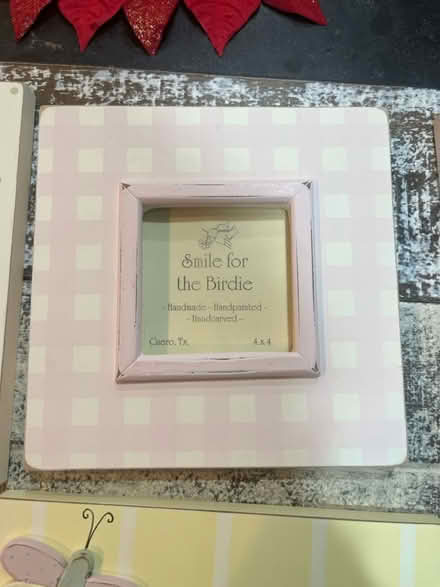 Smile for
the Birdie
- Handmade - Handpainted -
- Handcarved -
Cuero, Tx. 4 x 4